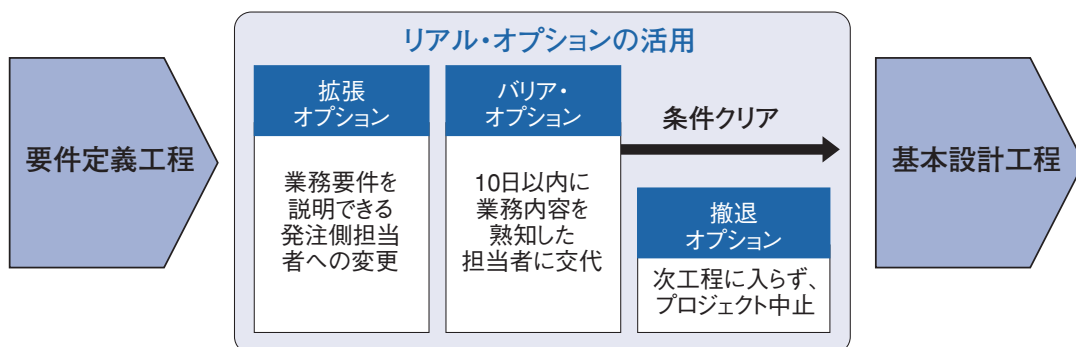 リアル・オプションの活用
要件定義工程
拡張
オプション
業務要件を
説明できる
発注側担当
者への変更
バリア・
オプション
10日以内に
業務内容を
熟知した
担当者に交代
条件クリア
撤退
オプション
次工程に入らず、
プロジェクト中止
基本設計工程